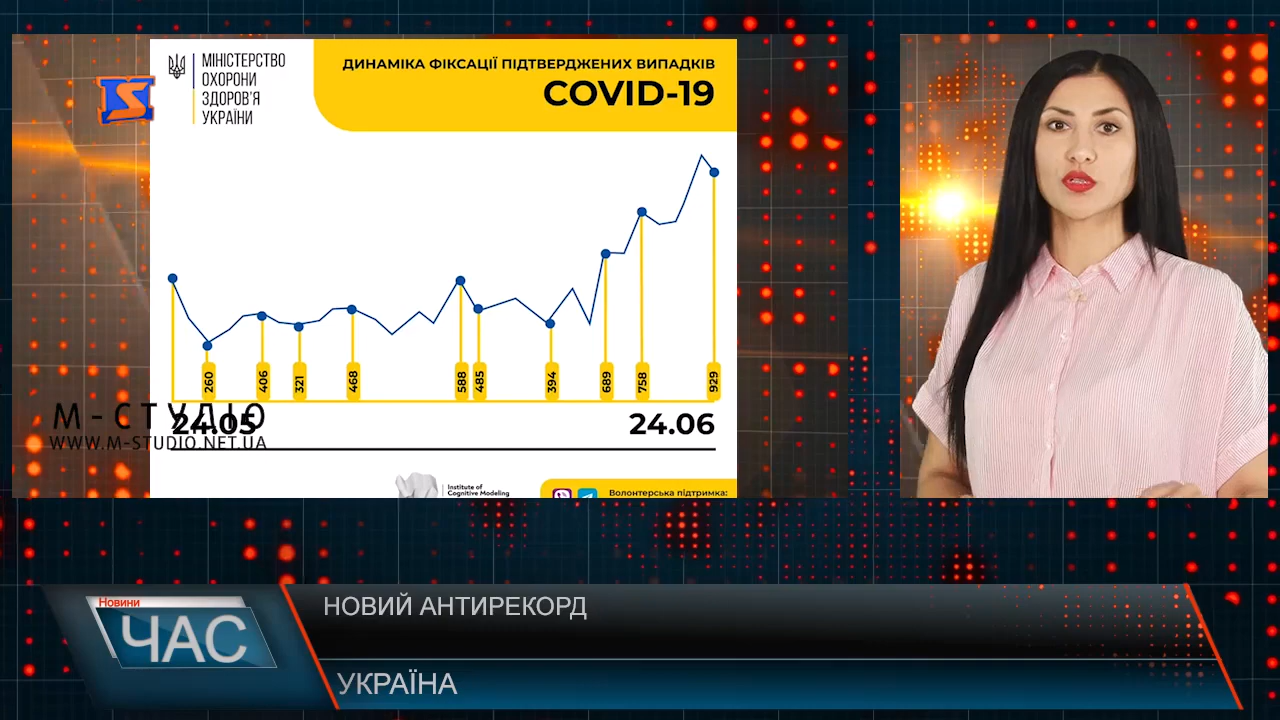 МІНІСТЕРСТВО
ОХОРОНИ
ЗДОРОВ'Я
УКРАЇНИ
ДИНАМІКА ФІКСАЦІЇ ПІДТВЕРДЖЕНИХ ВИПАДКІВ
COVID-19
260
406
321
468
588
485
394
689
758
929
М-СТУДІО
WWW.M-STUDIO.NET.UA
24.05
24.06
Institute of
Cognitive Modeling
Волонтерська підтримка:
Новини
ЧАС
НОВИЙ АНТИРЕКОРД
УКРАЇНА